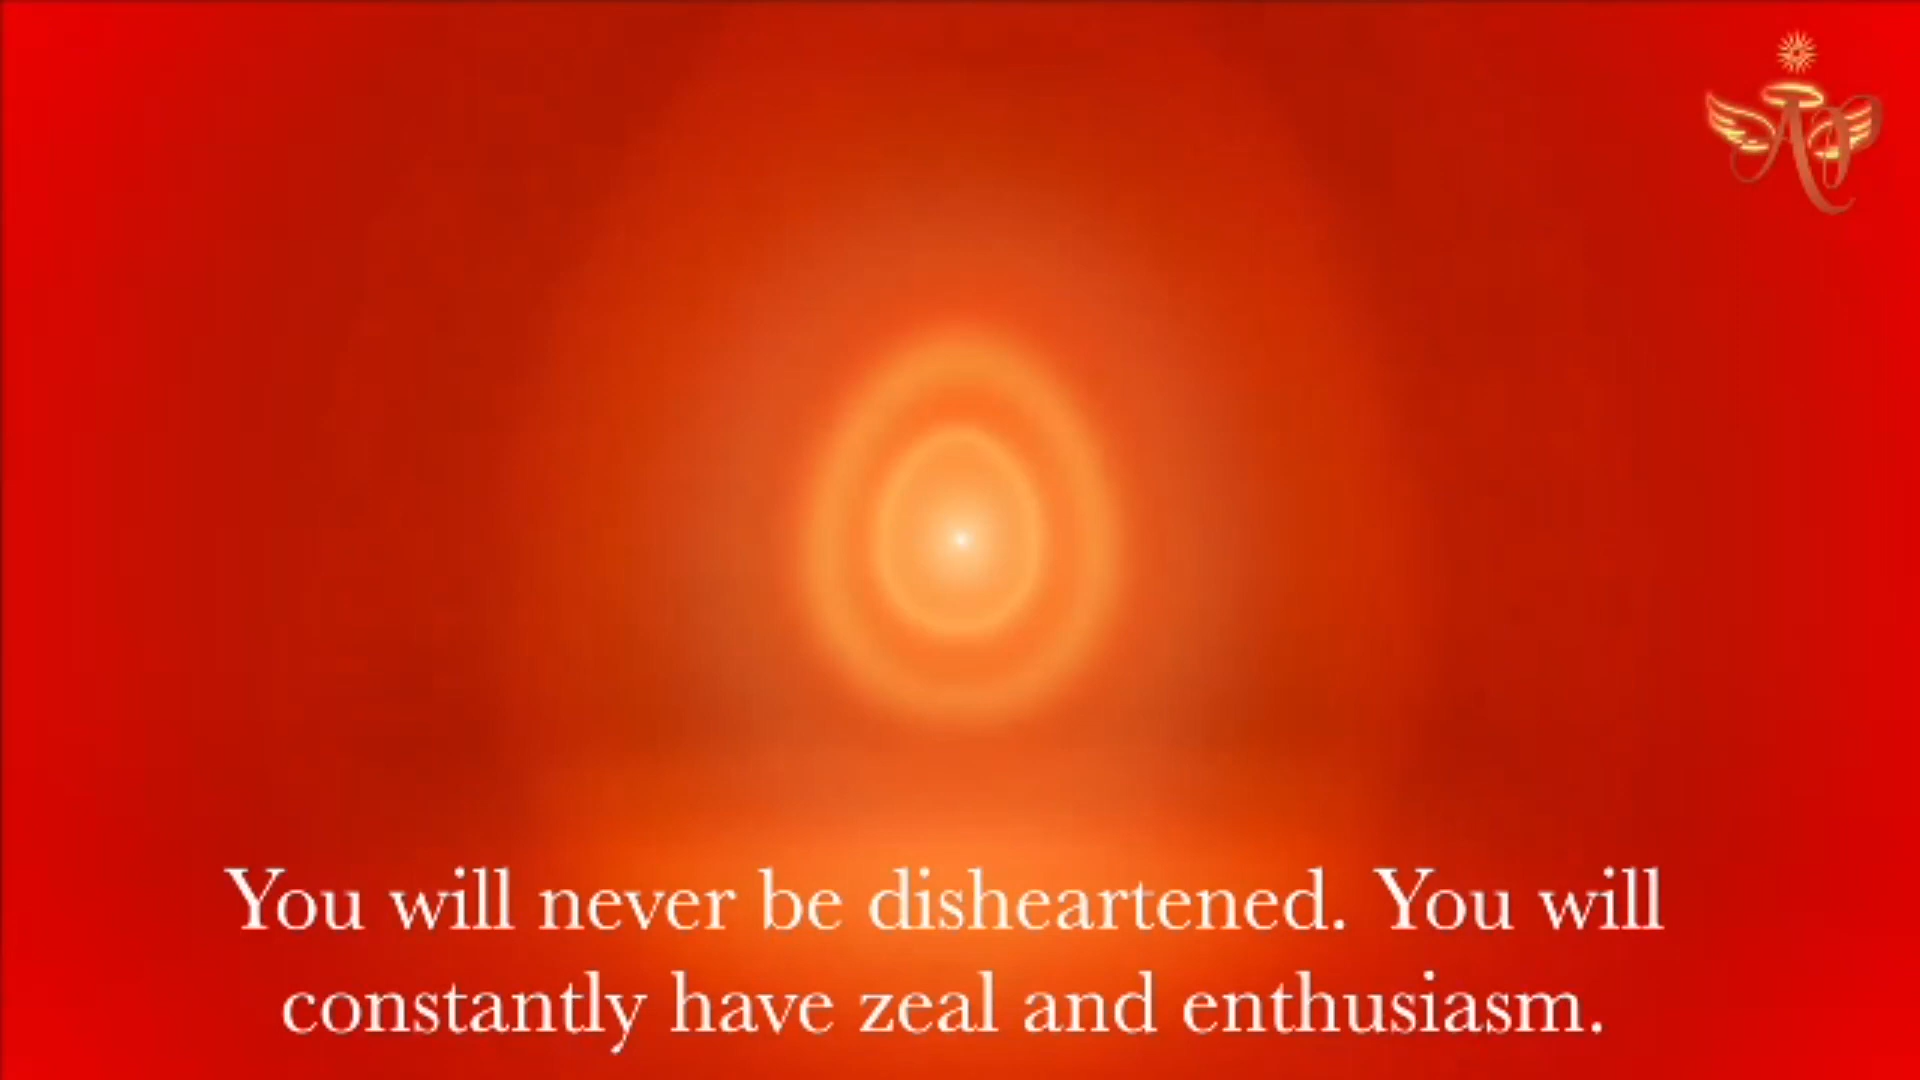 You will never be disheartened. You will
constantly have zeal and enthusiasm.